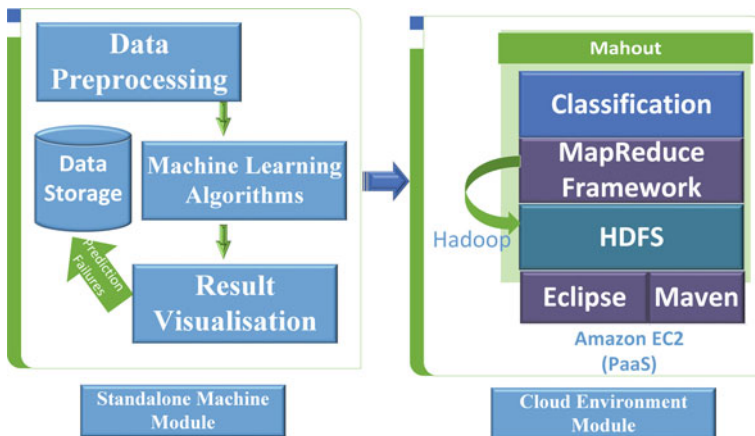 Data
Preprocessing
Data
Storage
Machine Learning
Algorithms
Prediction
Failures
Result
Visualisation
Standalone Machine
Module
Mahout
Classification
MapReduce
Framework
Hadoop
HDFS
Eclipse
Maven
Amazon EC2
(PaaS)
Cloud Environment
Module